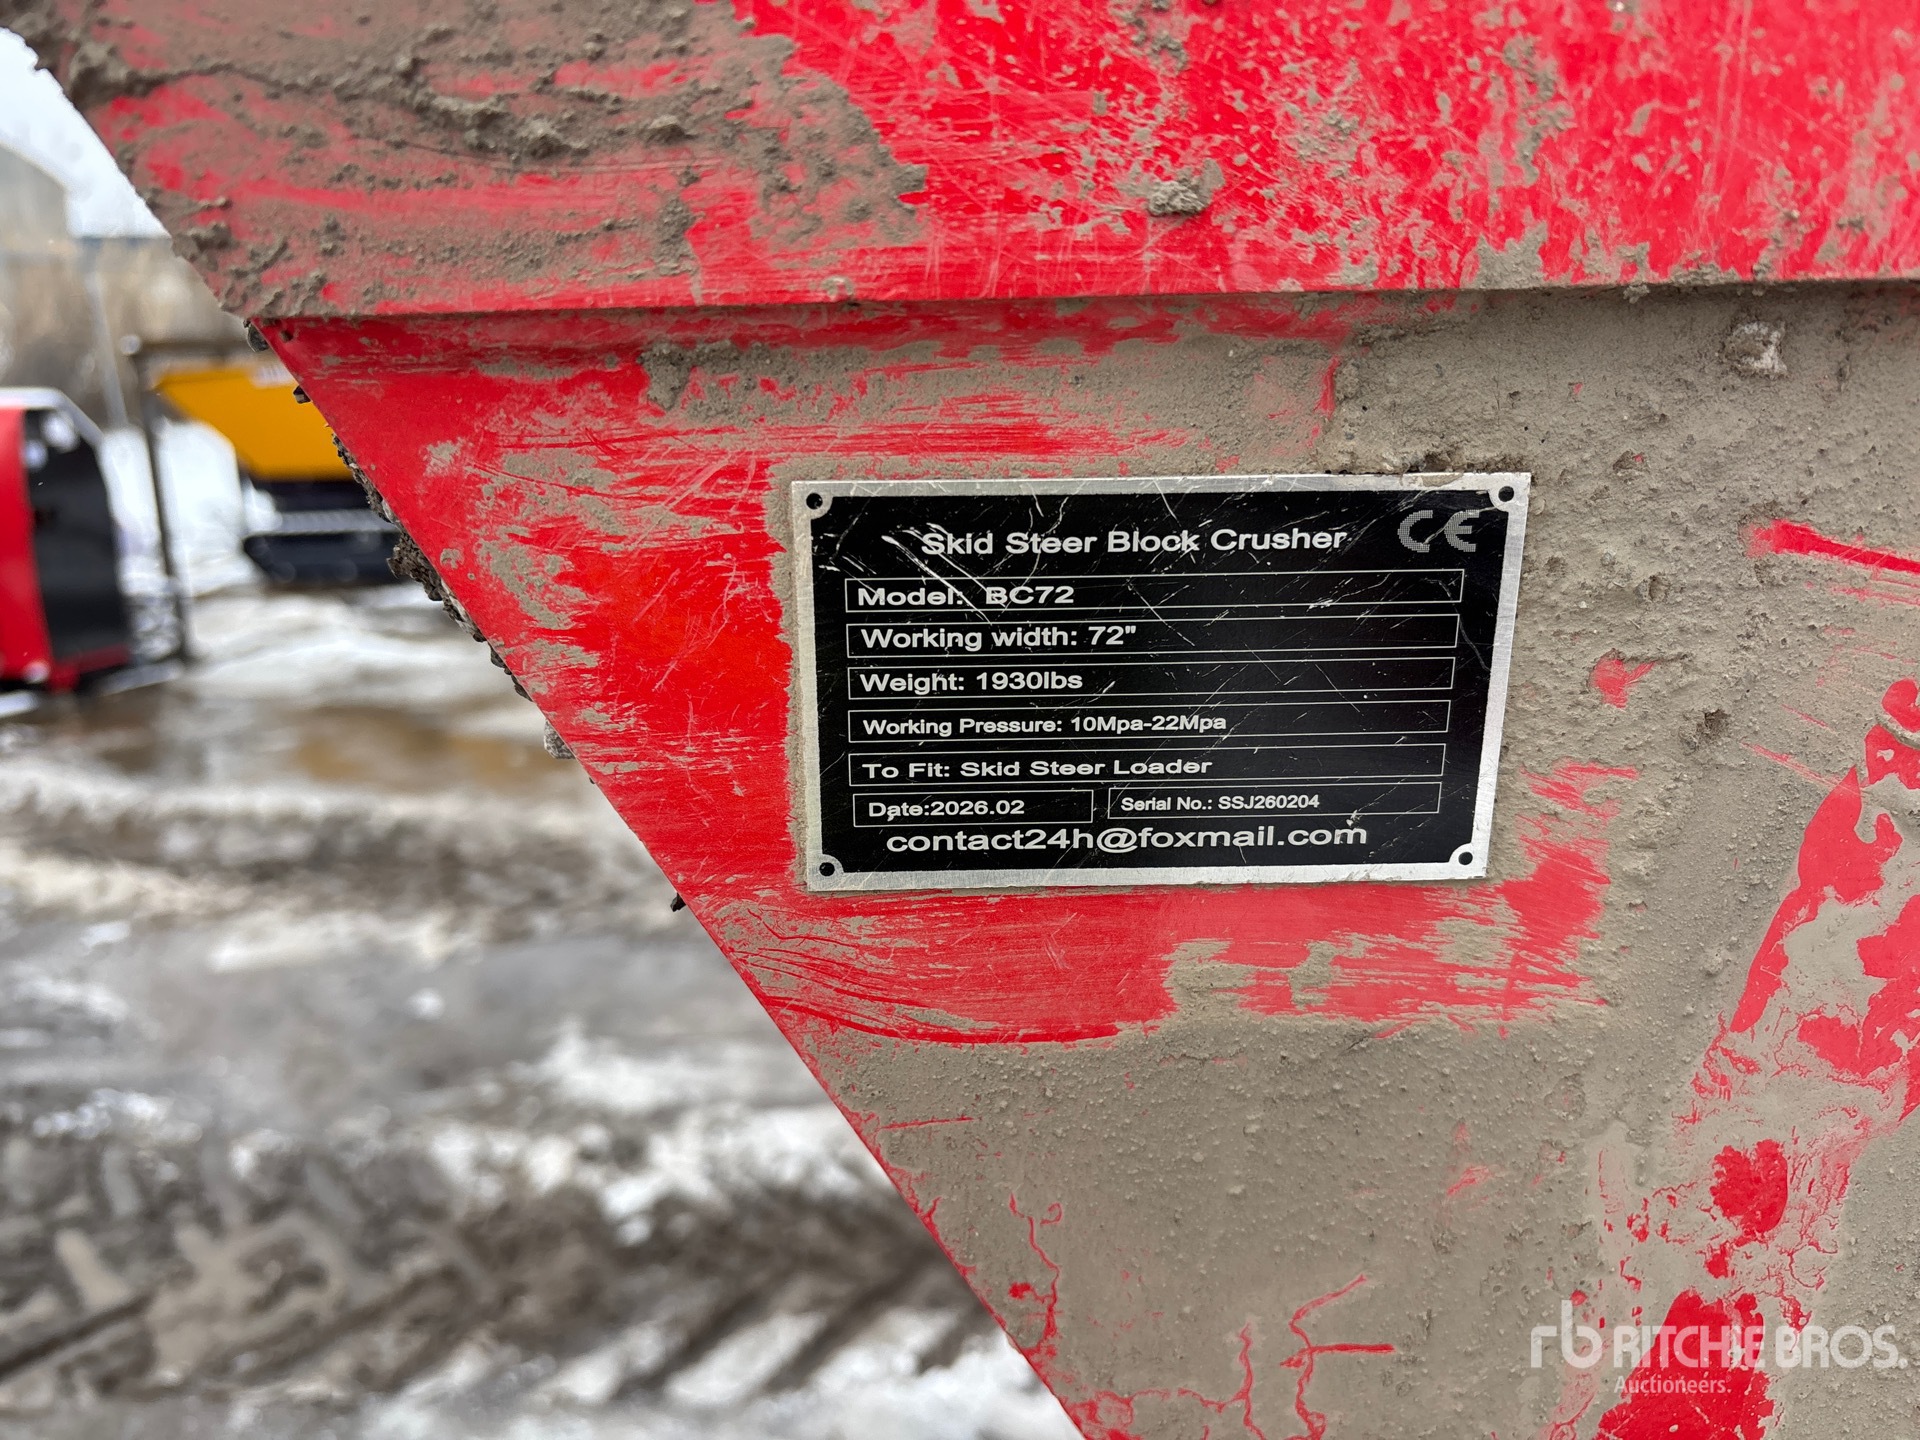 Skid Steer Block Crusher CE
Model: BC72
Working width: 72"
Weight: 1930lbs
Working Pressure: 10Mpa-22Mpa
To Fit: Skid Steer Loader
Date:2026.02 Serial No.: SSJ260204
contact24h@foxmail.com
rb RITCHIE BROS.
Auctioneers.